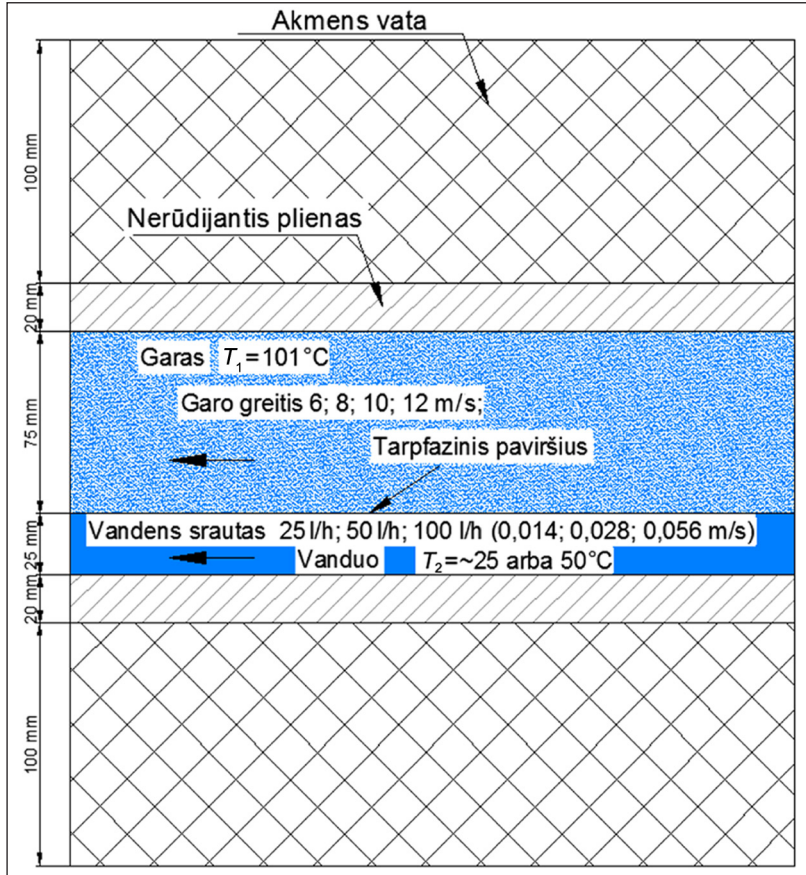 Akmens vata
100 mm
Nerūdijantis plienas
20 mm
Garas T₁=101°C
75 mm
Garo greitis 6; 8; 10; 12 m/s;
Tarpfazinis paviršius
25 mm
Vandens srautas 25 l/h; 50 l/h; 100 l/h (0,014; 0,028; 0,056 m/s)
Vanduo T₂=~25 arba 50°C
20 mm
100 mm